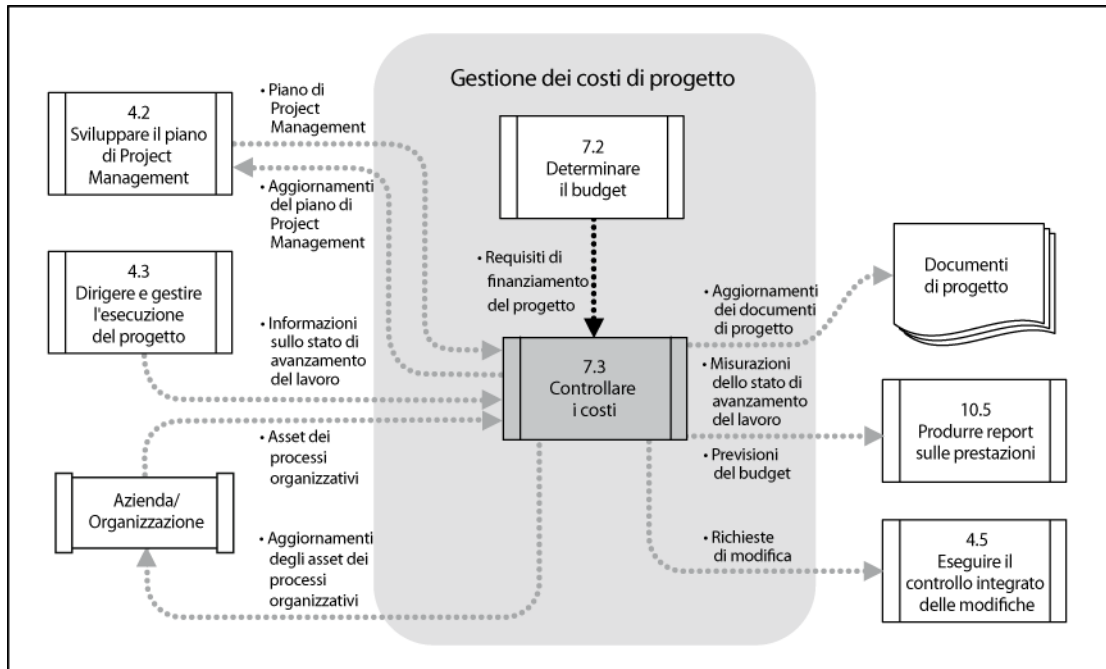 Gestione dei costi di progetto
4.2
Sviluppare il piano
di Project
Management
• Piano di
Project
Management
• Aggiornamenti
del piano di
Project
Management
7.2
Determinare
il budget
4.3
Dirigere e gestire
l'esecuzione
del progetto
• Requisiti di
finanziamento
del progetto
• Informazioni
sullo stato di
avanzamento
del lavoro
7.3
Controllare
i costi
• Aggiornamenti
dei documenti
di progetto
Documenti
di progetto
• Misurazioni
dello stato di
avanzamento
del lavoro
• Previsioni
del budget
10.5
Produrre report
sulle prestazioni
• Asset dei
processi
organizzativi
Azienda/
Organizzazione
• Aggiornamenti
degli asset dei
processi
organizzativi
• Richieste
di modifica
4.5
Eseguire il
controllo integrato
delle modifiche